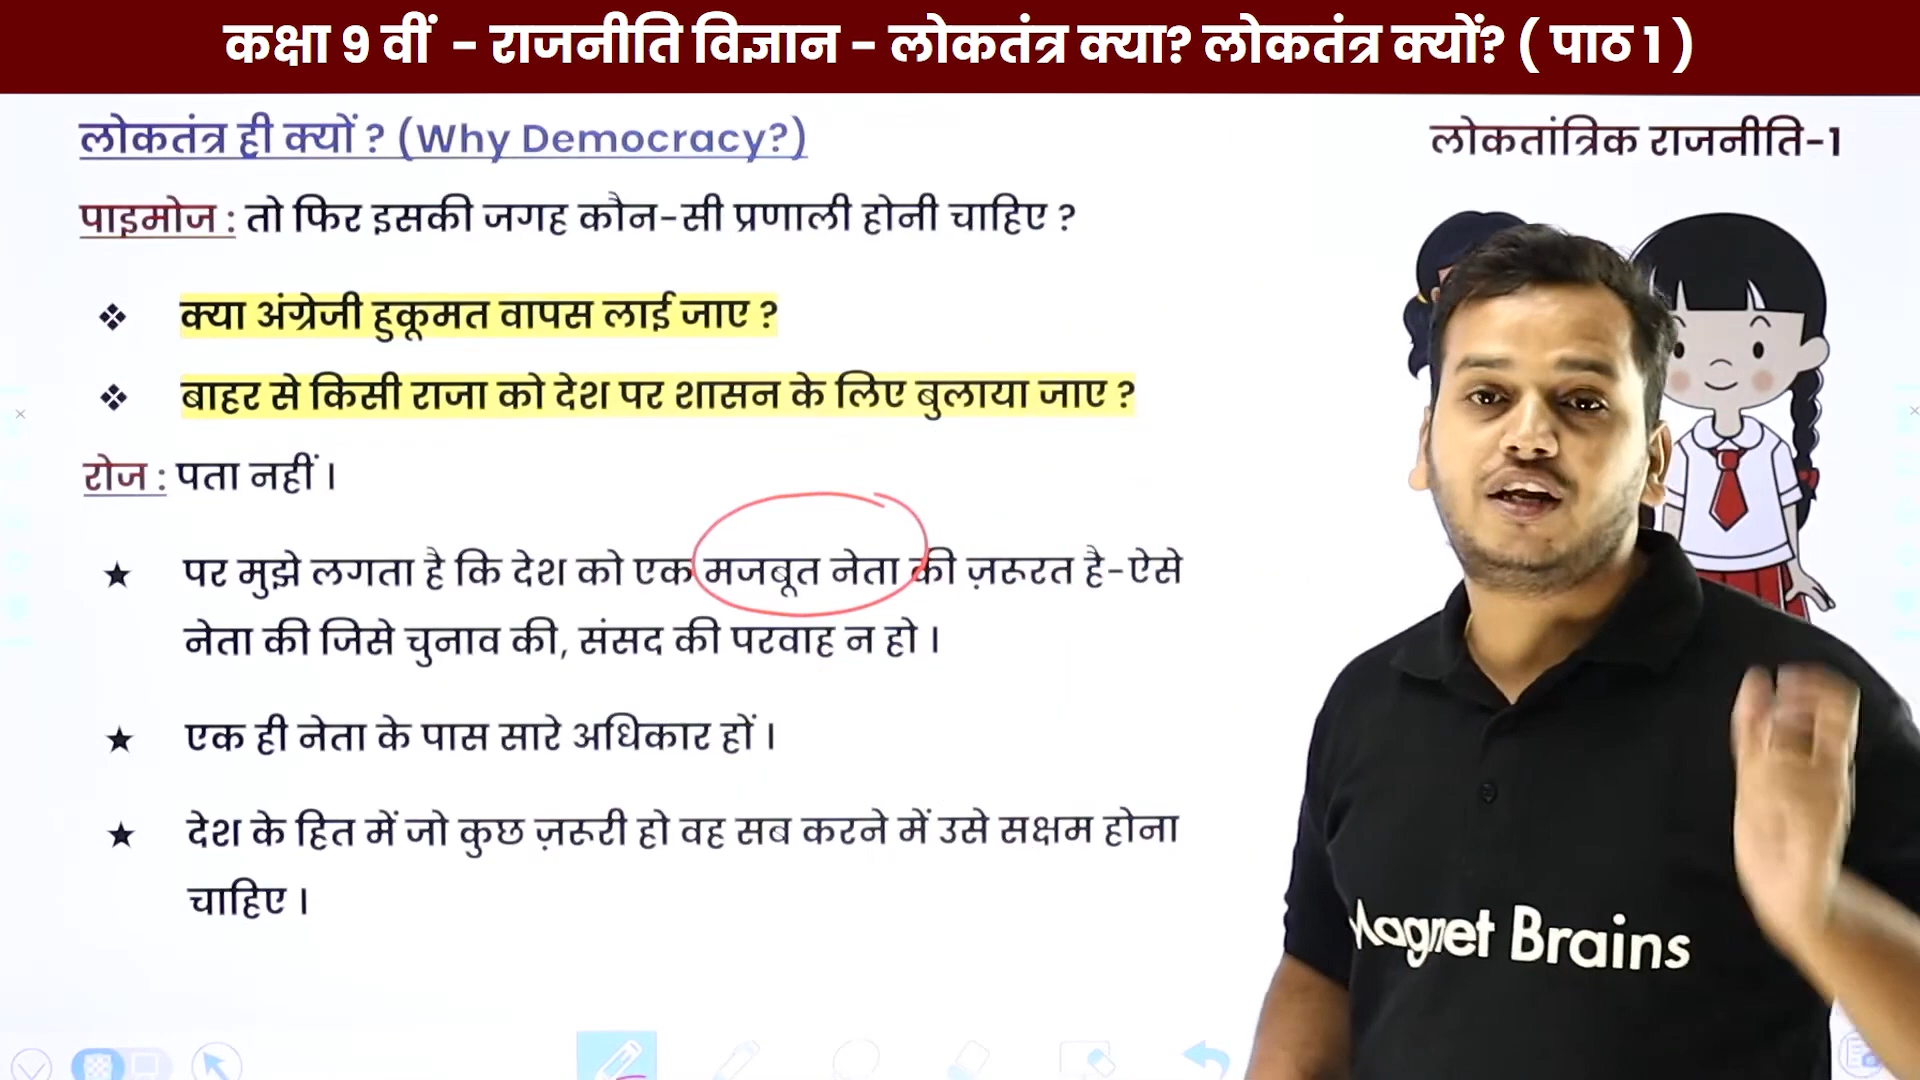 कक्षा 9 वीं - राजनीति विज्ञान - लोकतंत्र क्या? लोकतंत्र क्यों? ( पाठ 1 )
लोकतंत्र ही क्यों ? (Why Democracy?)
लोकतांत्रिक राजनीति-1
पाइमोज : तो फिर इसकी जगह कौन-सी प्रणाली होनी चाहिए ?
❖ क्या अंग्रेजी हुकूमत वापस लाई जाए ?
❖ बाहर से किसी राजा को देश पर शासन के लिए बुलाया जाए ?
रोज : पता नहीं ।
★ पर मुझे लगता है कि देश को एक मजबूत नेता की ज़रूरत है-ऐसे
नेता की जिसे चुनाव की, संसद की परवाह न हो ।
★ एक ही नेता के पास सारे अधिकार हों ।
★ देश के हित में जो कुछ ज़रूरी हो वह सब करने में उसे सक्षम होना
चाहिए ।
Magnet Brains